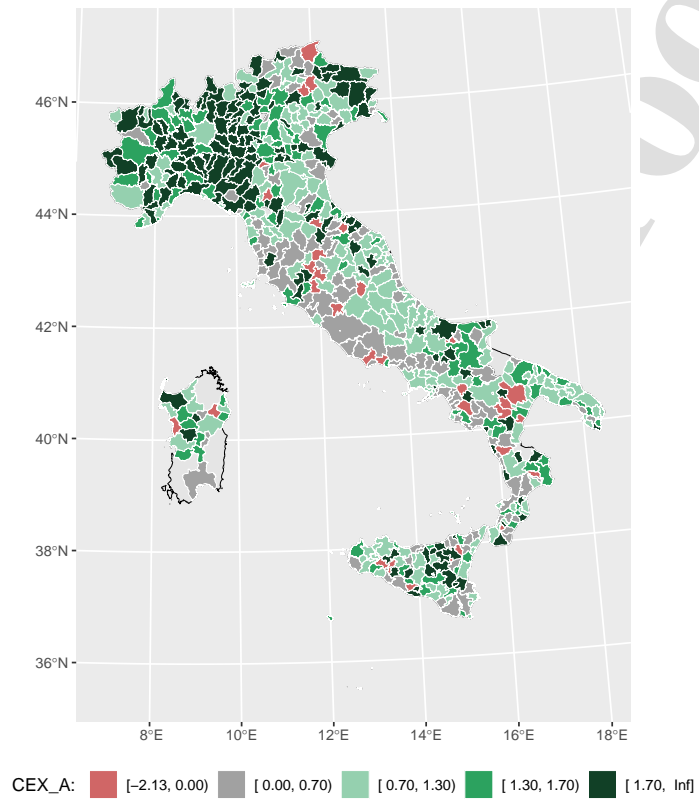 46°N
44°N
42°N
40°N
38°N
36°N
8°E 10°E 12°E 14°E 16°E 18°E
CEX_A: [−2.13, 0.00) [ 0.00, 0.70) [ 0.70, 1.30) [ 1.30, 1.70) [ 1.70, Inf]